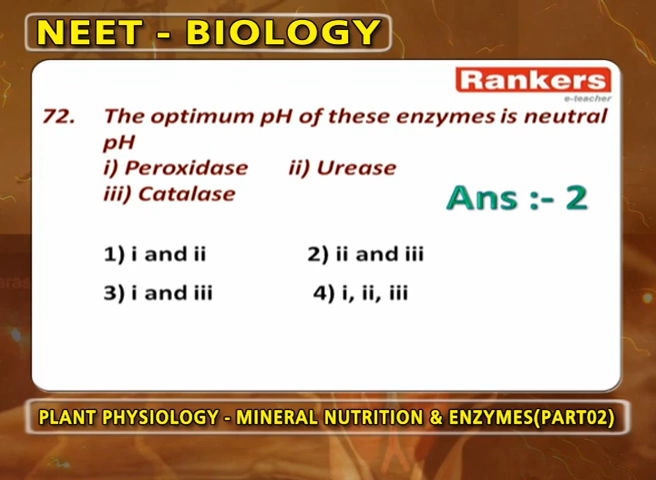 NEET - BIOLOGY
Rankers
e-teacher
72. The optimum pH of these enzymes is neutral
pH
i) Peroxidase ii) Urease
iii) Catalase
Ans :- 2
1) i and ii 2) ii and iii
3) i and iii 4) i, ii, iii
PLANT PHYSIOLOGY - MINERAL NUTRITION & ENZYMES(PART02)